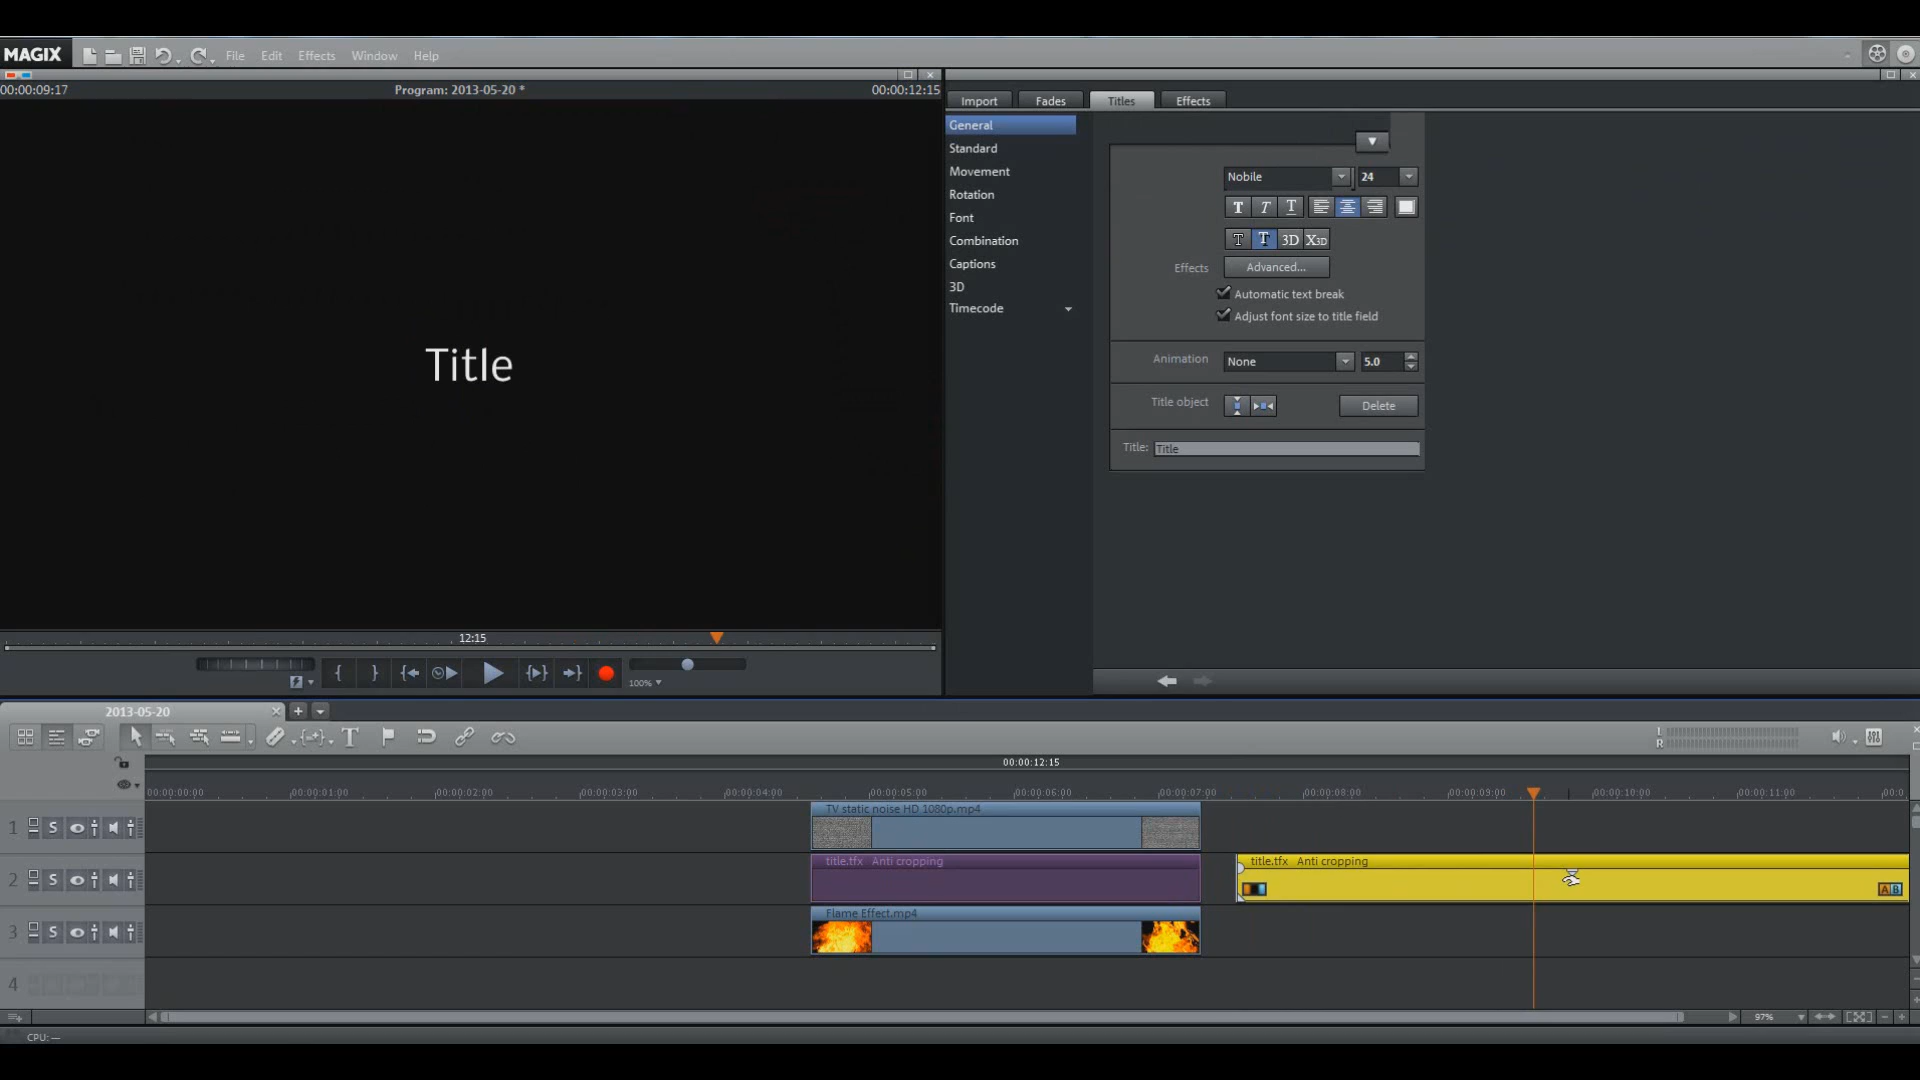 MAGIX File Edit Effects Window Help
00:00:09:17 Program: 2013-05-20 * 00:00:12:15
Title
12:15
100%
Import Fades Titles Effects
General
Standard
Movement
Rotation
Font
Combination
Captions
3D
Timecode
Nobile 24
T T T
T T 3D X3D
Effects Advanced...
Automatic text break
Adjust font size to title field
Animation None 5.0
Title object Delete
Title: Title
2013-05-20
T
L
R
00:00:12:15
00:00:00:00 00:00:01:00 00:00:02:00 00:00:03:00 00:00:04:00 00:00:05:00 00:00:06:00 00:00:07:00 00:00:08:00 00:00:09:00 00:00:10:00 00:00:11:00 00:0
1 S TV static noise HD 1080p.mp4
2 S title.tfx Anti cropping title.tfx Anti cropping
A B
3 S Flame Effect.mp4
4
97%
CPU: —